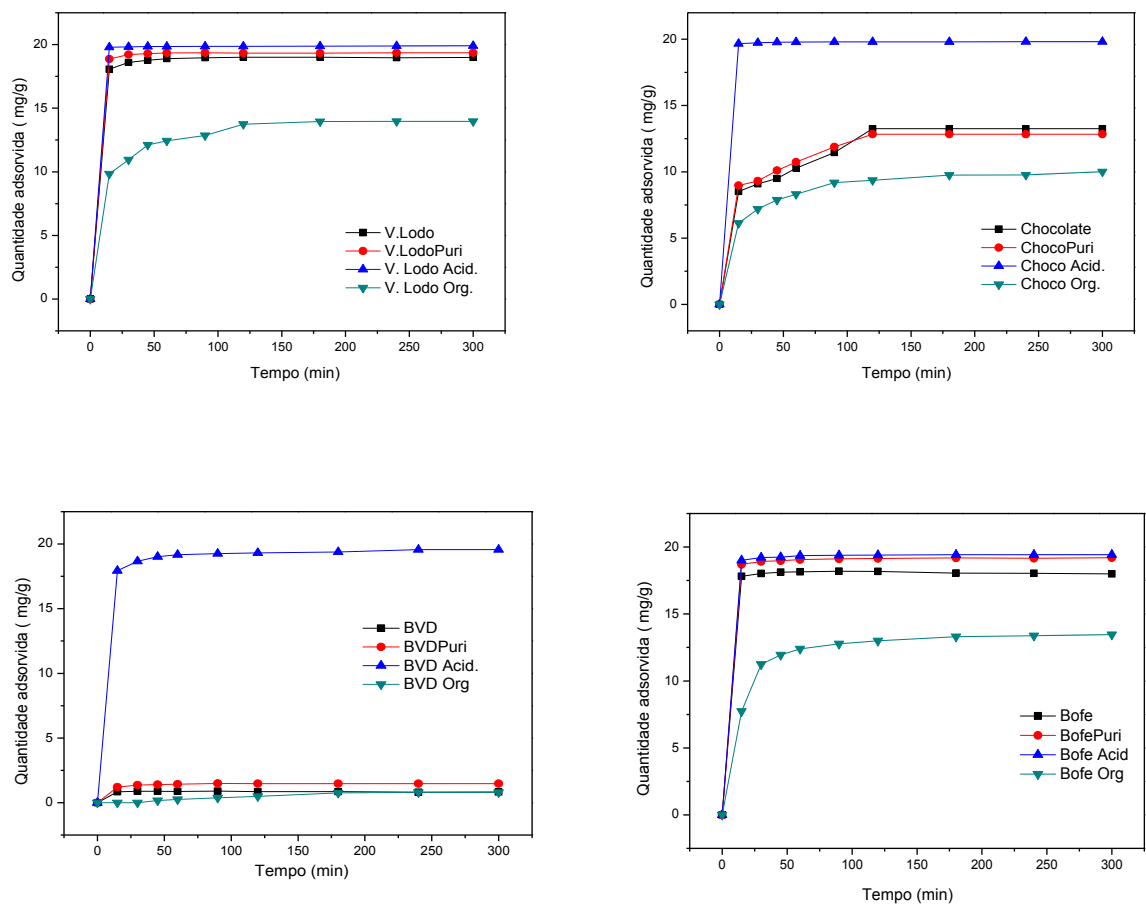 Quantidade adsorvida ( mg/g)
20
15
10
5
0
V.Lodo
V.LodoPuri
V. Lodo Acid.
V. Lodo Org.
0 50 100 150 200 250 300
Tempo (min)
Quantidade adsorvida ( mg/g)
20
15
10
5
0
Chocolate
ChocoPuri
Choco Acid.
Choco Org.
0 50 100 150 200 250 300
Tempo (min)
Quantidade adsorvida ( mg/g)
20
15
10
5
0
BVD
BVDPuri
BVD Acid.
BVD Org
0 50 100 150 200 250 300
Tempo (min)
Quantidade adsorvida ( mg/g)
20
15
10
5
0
Bofe
BofePuri
Bofe Acid
Bofe Org
0 50 100 150 200 250 300
Tempo (min)